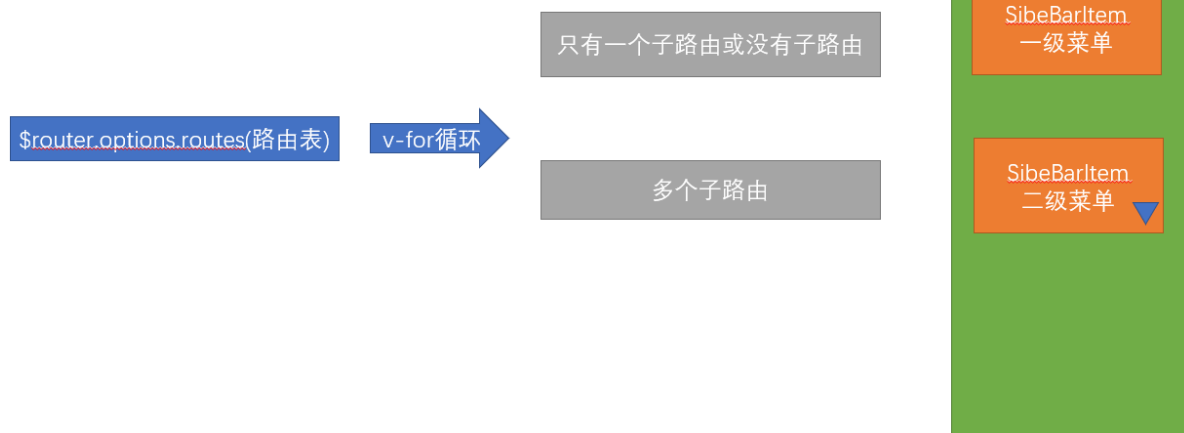 SibeBarItem
一级菜单
只有一个子路由或没有子路由
$router.options.routes(路由表)
v-for循环
多个子路由
SibeBarItem
二级菜单